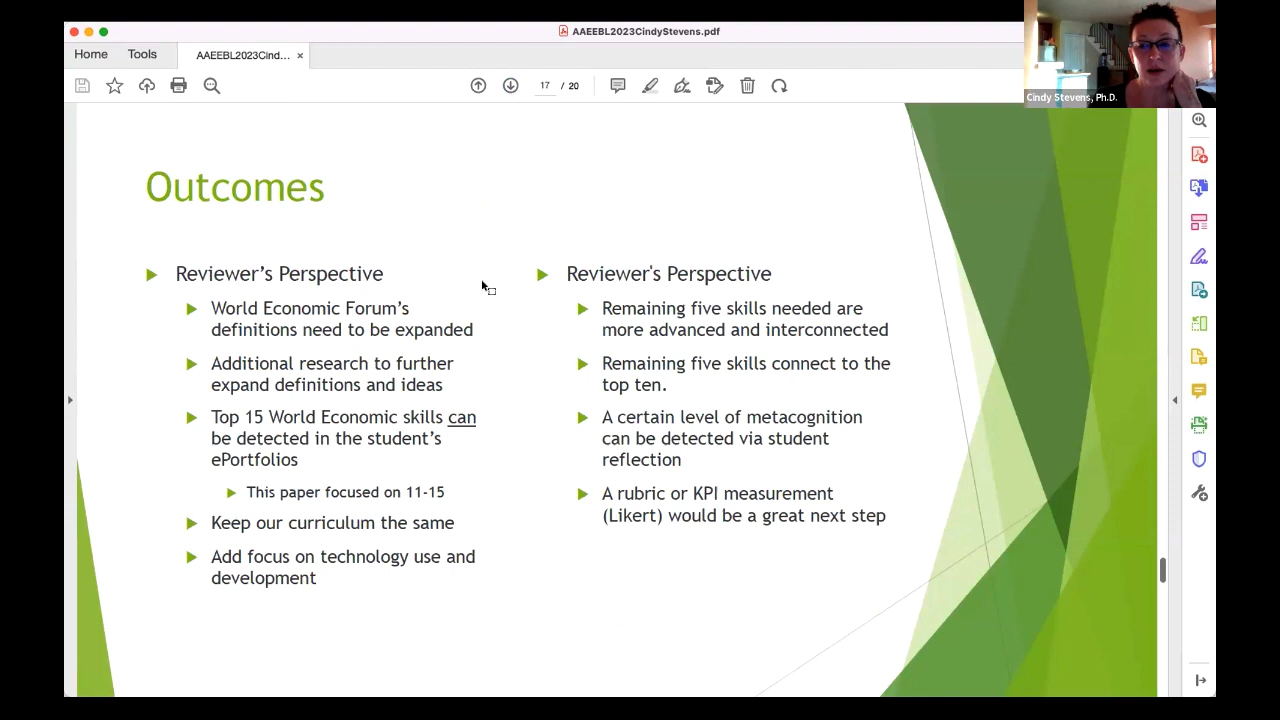 AAEEBL2023CindyStevens.pdf
Home
Tools
AAEEBL2023Cind...
×
17 / 20
Cindy Stevens, Ph.D.
Outcomes
Reviewer’s Perspective
World Economic Forum’s
definitions need to be expanded
Additional research to further
expand definitions and ideas
Top 15 World Economic skills can
be detected in the student’s
ePortfolios
This paper focused on 11-15
Keep our curriculum the same
Add focus on technology use and
development
Reviewer's Perspective
Remaining five skills needed are
more advanced and interconnected
Remaining five skills connect to the
top ten.
A certain level of metacognition
can be detected via student
reflection
A rubric or KPI measurement
(Likert) would be a great next step